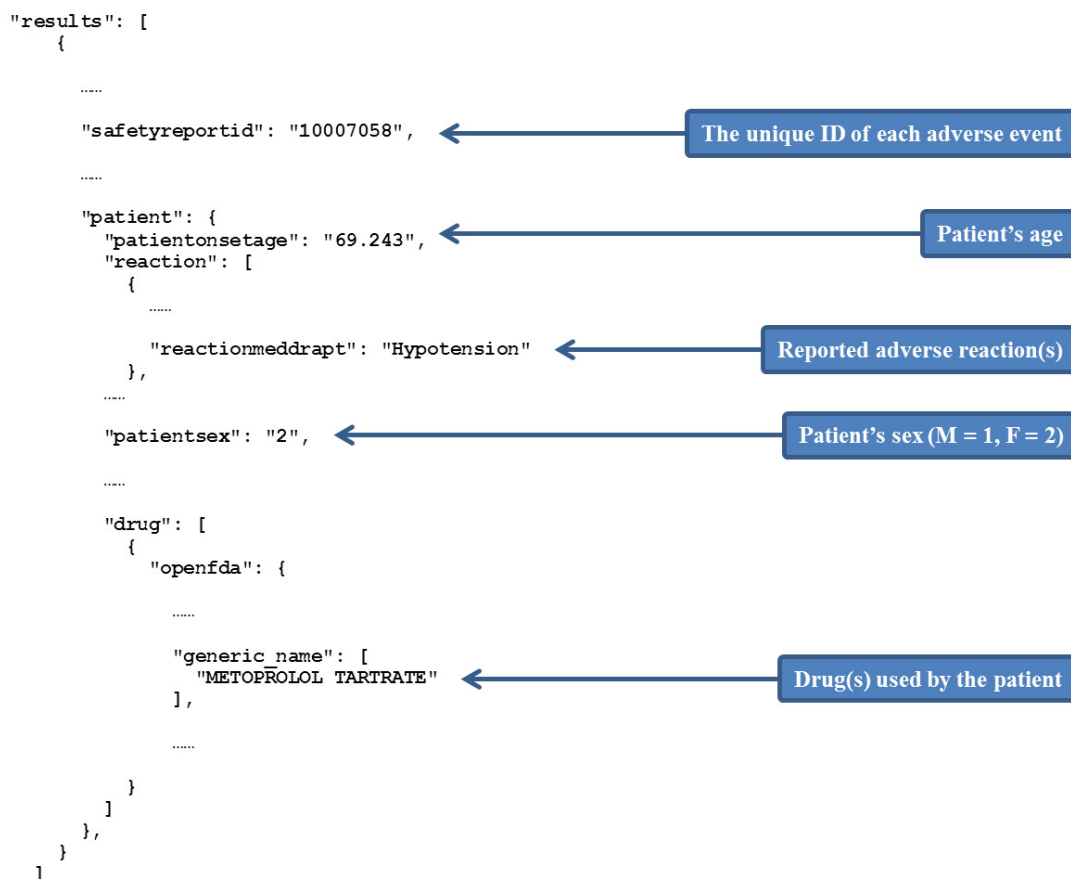 "results": [
{
......
"safetyreportid": "10007058",
The unique ID of each adverse event
......
"patient": {
"patientonsetage": "69.243",
Patient's age
"reaction": [
{
......
"reactionmeddrapt": "Hypotension"
Reported adverse reaction(s)
},
......
"patientsex": "2",
Patient's sex (M = 1, F = 2)
......
"drug": [
{
"openfda": {
......
"generic_name": [
"METOPROLOL TARTRATE"
Drug(s) used by the patient
],
......
}
]
},
}
]